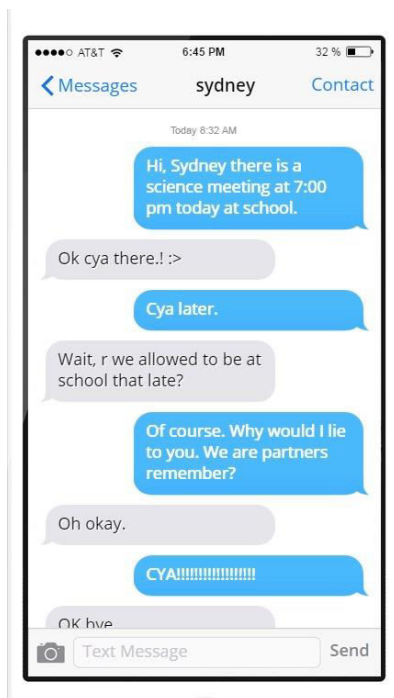 AT&T 6:45 PM 32 %
Messages sydney Contact
Today 8:32 AM
Hi, Sydney there is a
science meeting at 7:00
pm today at school.
Ok cya there.! :>
Cya later.
Wait, r we allowed to be at
school that late?
Of course. Why would I lie
to you. We are partners
remember?
Oh okay.
CYA!!!!!!!!!!!!!!!!!!
OK bye
Text Message Send